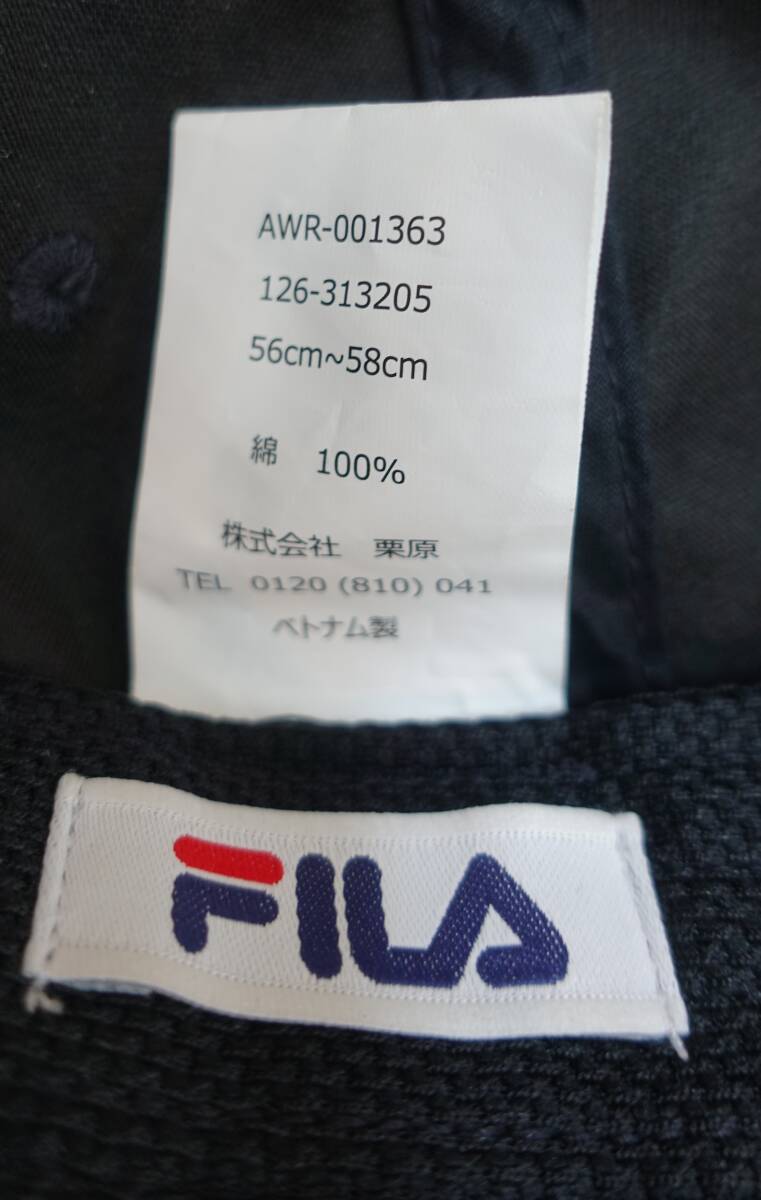 AWR-001363
126-313205
56cm~58cm
綿 100%
株式会社 栗原
TEL 0120 (810) 041
ベトナム製
FILA